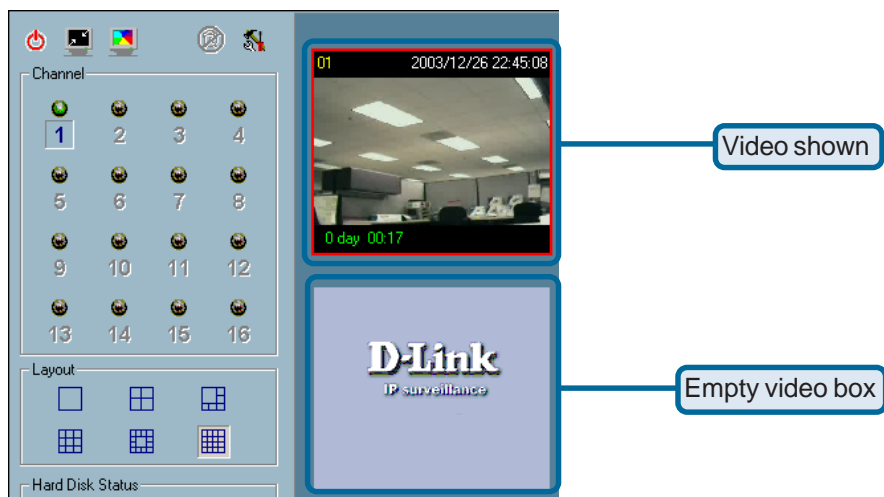 Channel
1 2 3 4
5 6 7 8
9 10 11 12
13 14 15 16
Layout
Hard Disk Status
01 2003/12/26 22:45:08
0 day 00:17
Video shown
D-Link
IP surveillance
Empty video box